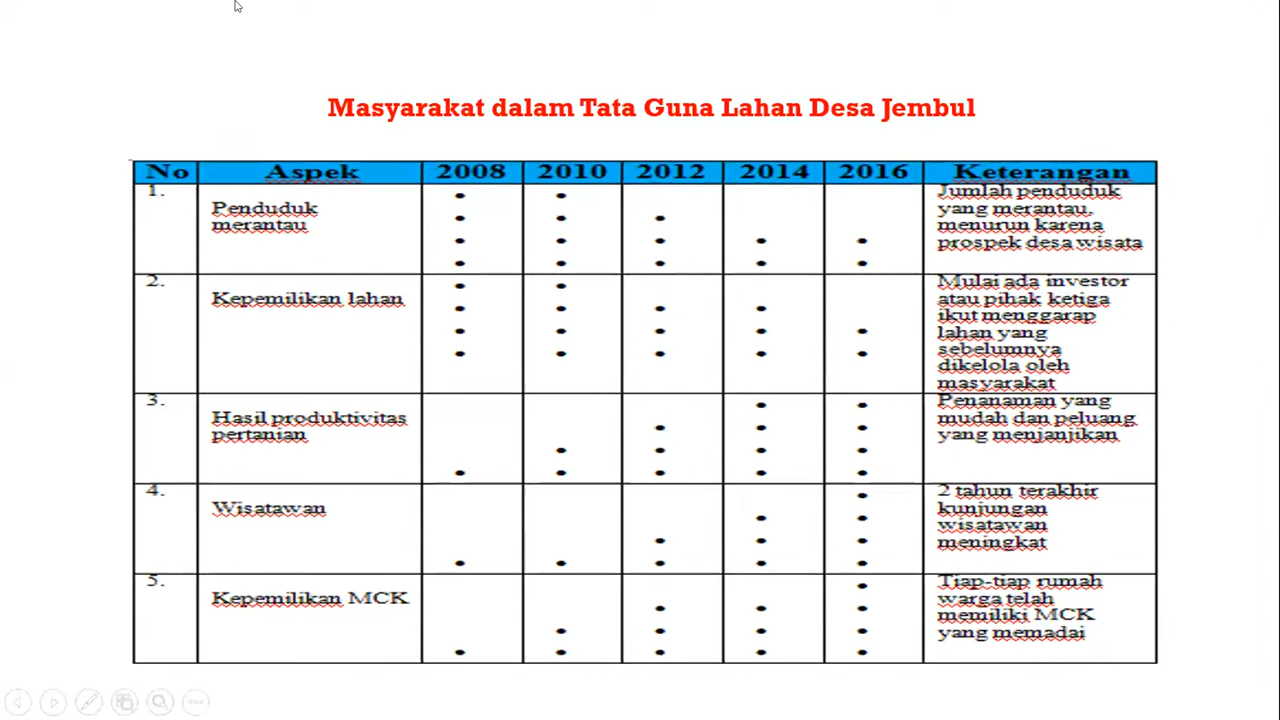 Masyarakat dalam Tata Guna Lahan Desa Jembul
No Aspek 2008 2010 2012 2014 2016 Keterangan
1.
Penduduk
merantau
Jumlah penduduk
yang merantau,
menurun karena
prospek desa wisata
2.
Kepemilikan lahan
Mulai ada investor
atau pihak ketiga
ikut menggarap
lahan yang
sebelumnya
dikelola oleh
masyarakat
3.
Hasil produktivitas
pertanian
Penanaman yang
mudah dan peluang
yang menjanjikan
4.
Wisatawan
2 tahun terakhir
kunjungan
wisatawan
meningkat
5.
Kepemilikan MCK
Tiap-tiap rumah
warga telah
memiliki MCK
yang memadai